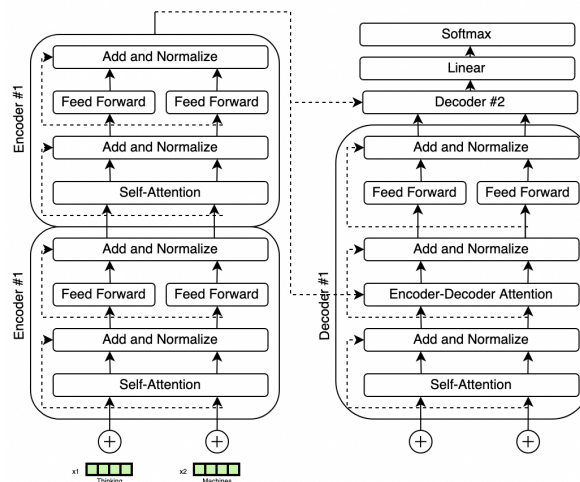 Encoder #1
Add and Normalize
Feed Forward
Feed Forward
Add and Normalize
Self-Attention
Encoder #1
Add and Normalize
Feed Forward
Feed Forward
Add and Normalize
Self-Attention
x1
Thinking
x2
Machines
Softmax
Linear
Decoder #2
Decoder #1
Add and Normalize
Feed Forward
Feed Forward
Add and Normalize
Encoder-Decoder Attention
Add and Normalize
Self-Attention